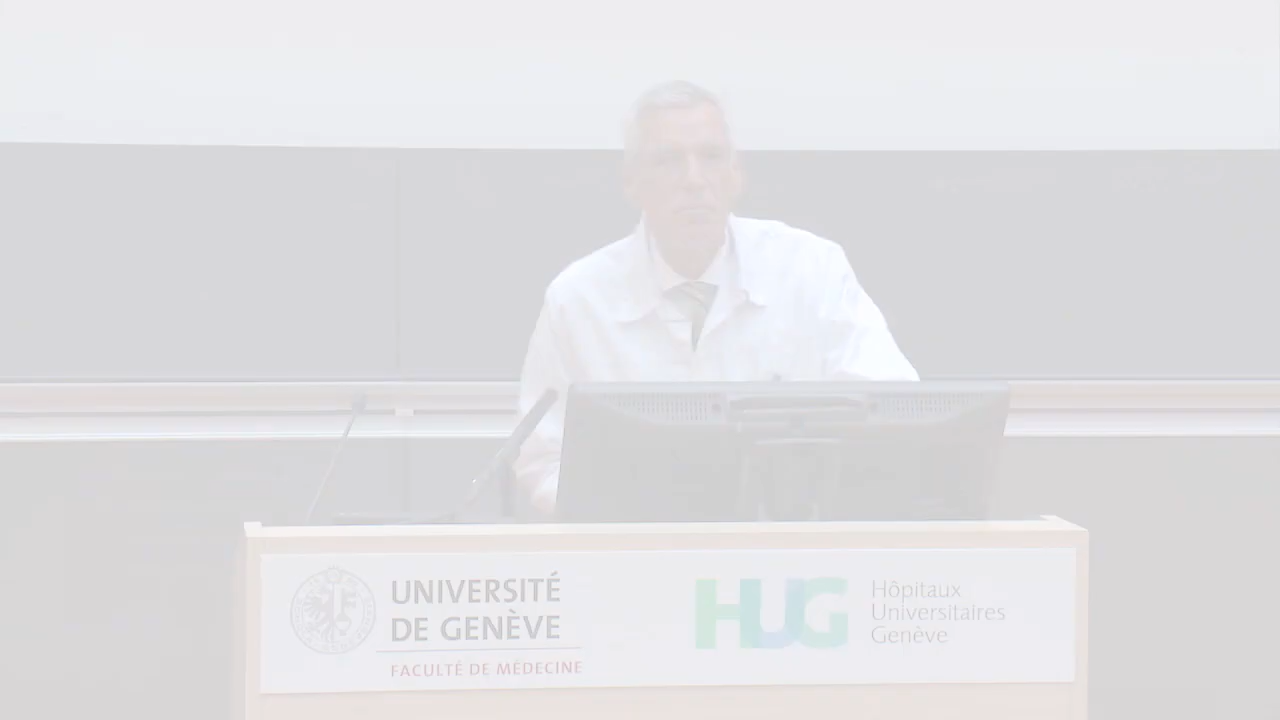 UNIVERSITÉ
DE GENÈVE
FACULTÉ DE MÉDECINE
HUG
Hôpitaux
Universitaires
Genève